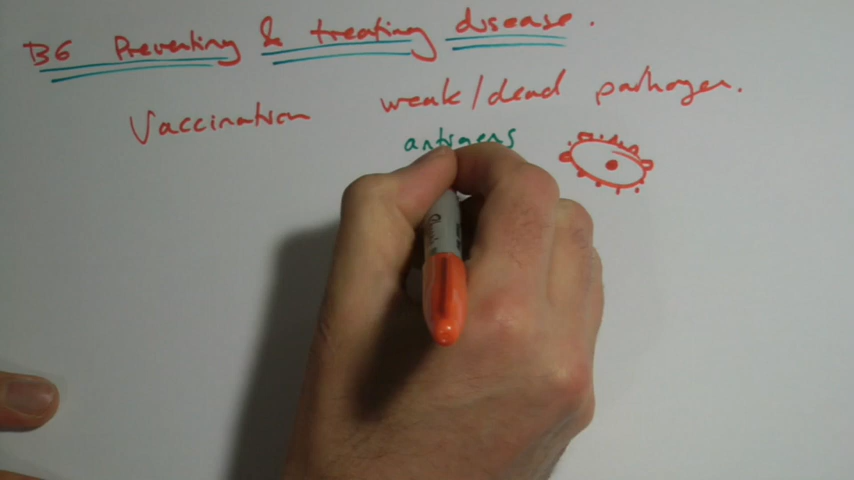 B6 Preventing & treating disease.
Vaccination weak/dead pathogen.
antigens